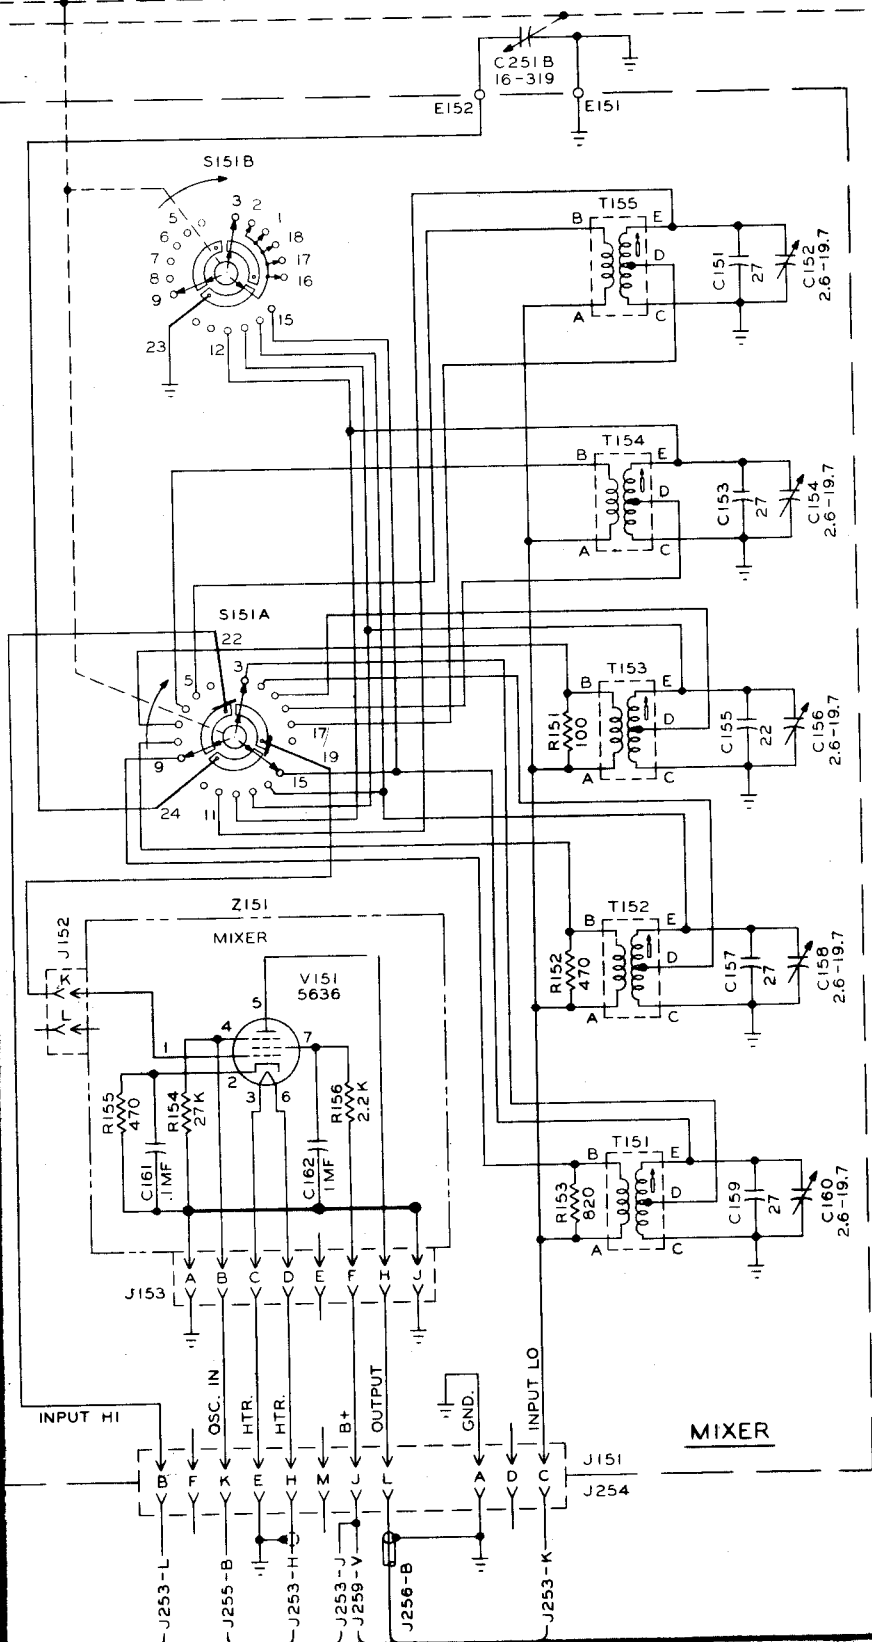 C251B
16-319
E152
E151
S151B
3
2
1
18
17
16
5
6
7
8
9
15
12
23
T155
B
E
D
A
C
C151
27
C152
2.6-19.7
T154
B
E
D
A
C
C153
27
C154
2.6-19.7
S151A
22
3
5
17
19
9
15
24
11
T153
B
E
D
A
C
R151
100
C155
22
C156
2.6-19.7
T152
B
E
D
A
C
R152
470
C157
27
C158
2.6-19.7
T151
B
E
D
A
C
R153
820
C159
27
C160
2.6-19.7
Z151
MIXER
J152
K
L
V151
5636
5
4
7
1
2
3
6
R155
470
R154
27K
R156
2.2K
C161
.1MF
C162
.1MF
J153
A
B
C
D
E
F
H
J
INPUT HI
OSC. IN
HTR.
HTR.
B+
OUTPUT
GND.
INPUT LO
MIXER
J151
J254
B
F
K
E
H
M
J
L
A
D
C
J253-L
J255-B
J253-H
J253-J
J259-V
J256-B
J253-K